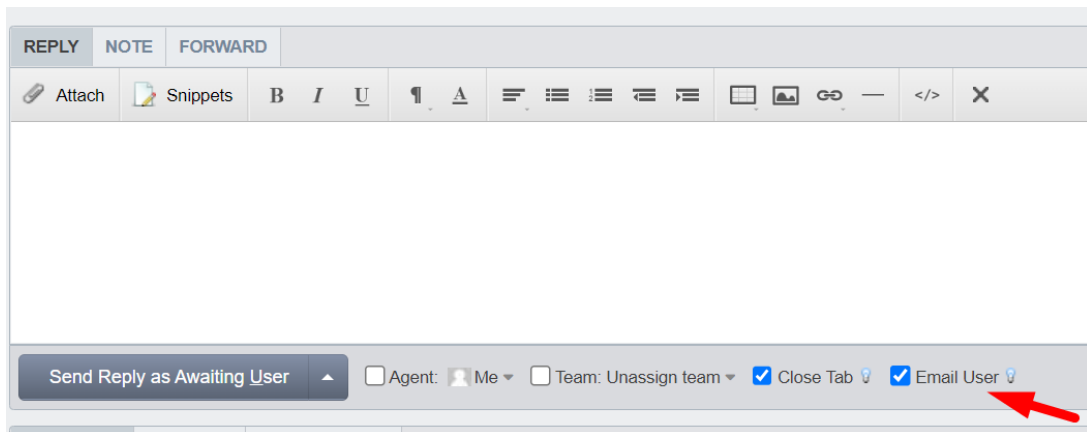 REPLY NOTE FORWARD
Attach Snippets B I U ¶ A </>
Send Reply as Awaiting User Agent: Me Team: Unassign team Close Tab Email User